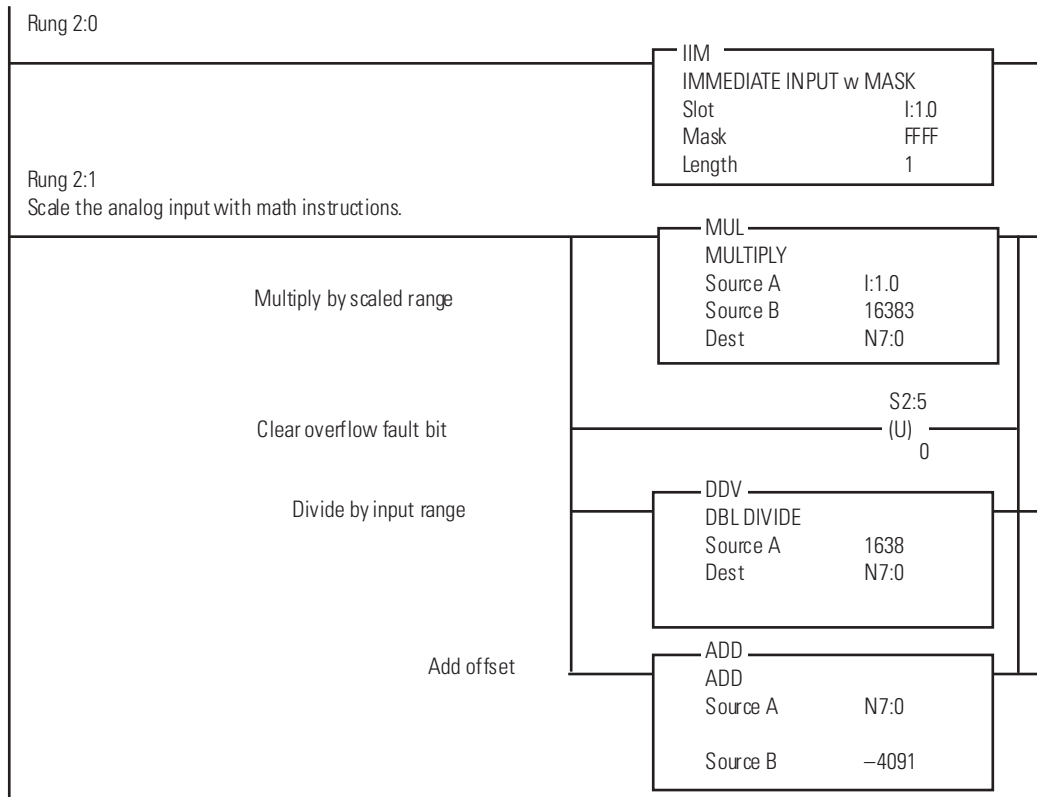 Rung 2:0
IIM
IMMEDIATE INPUT w MASK
Slot I:1.0
Mask FFFF
Length 1
Rung 2:1
Scale the analog input with math instructions.
MUL
MULTIPLY
Source A I:1.0
Source B 16383
Dest N7:0
Multiply by scaled range
S2:5
Clear overflow fault bit
(U)
0
DDV
Divide by input range
DBL DIVIDE
Source A 1638
Dest N7:0
ADD
Add offset
ADD
Source A N7:0
Source B –4091